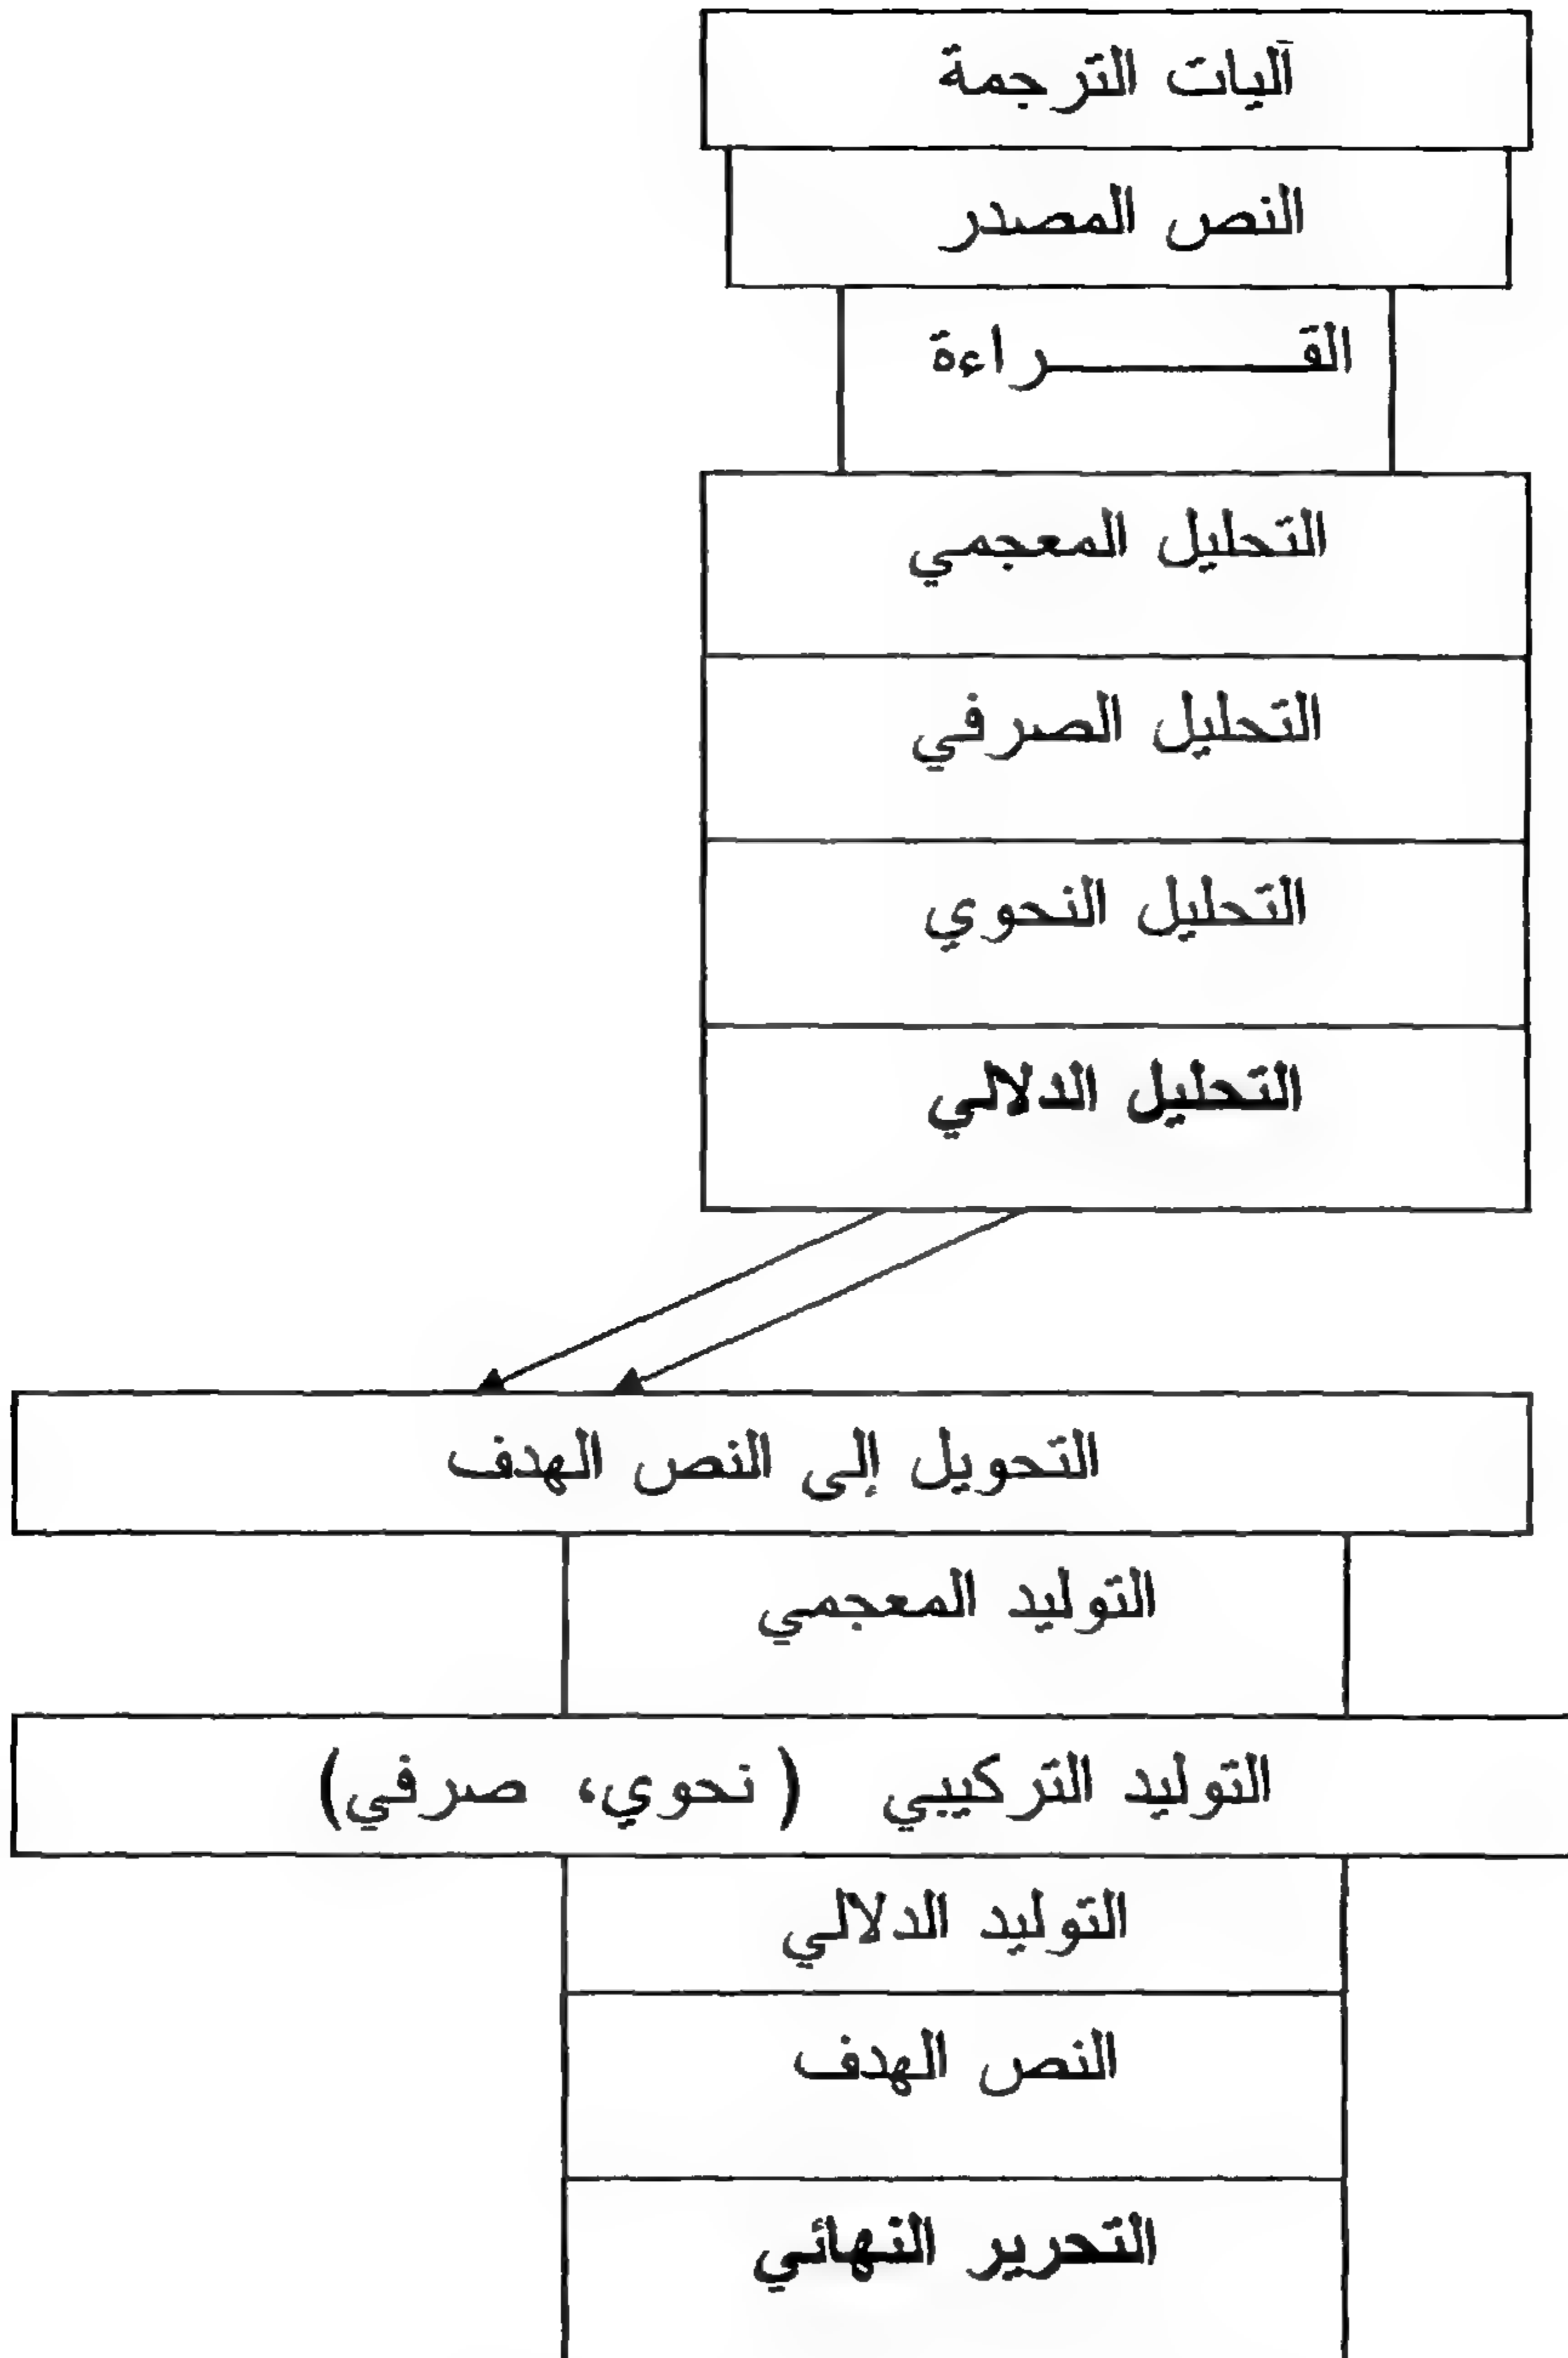 آليات الترجمة
النص المصدر
القـــــــــراءة
التحليل المعجمي
التحليل الصرفي
التحليل النحوي
التحليل الدلالي
التحويل إلى النص الهدف
التوليد المعجمي
التوليد التركيبي ( نحوي، صرفي)
التوليد الدلالي
النص الهدف
التحرير النهائي